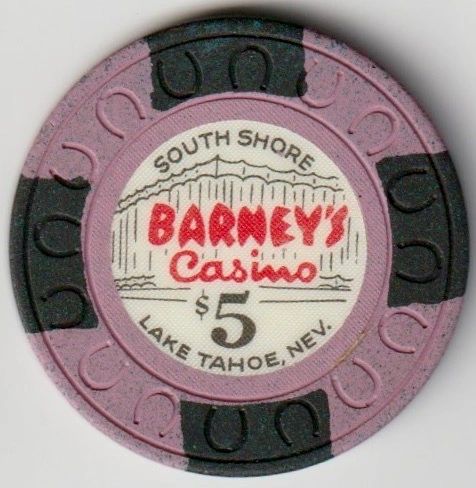 SOUTH SHORE
BARNEY'S
Casino
$5
LAKE TAHOE, NEV.